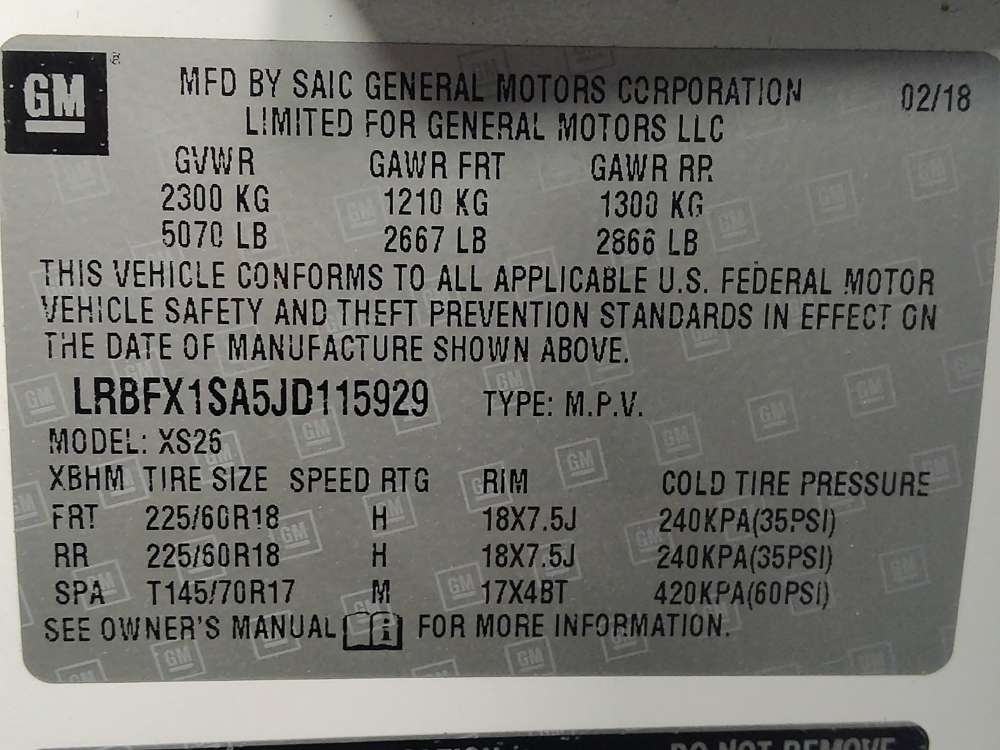 GM ®
MFD BY SAIC GENERAL MOTORS CORPORATION 02/18
LIMITED FOR GENERAL MOTORS LLC
GVWR GAWR FRT GAWR RR
2300 KG 1210 KG 1300 KG
5070 LB 2667 LB 2866 LB
THIS VEHICLE CONFORMS TO ALL APPLICABLE U.S. FEDERAL MOTOR
VEHICLE SAFETY AND THEFT PREVENTION STANDARDS IN EFFECT ON
THE DATE OF MANUFACTURE SHOWN ABOVE.
LRBFX1SA5JD115929 TYPE: M.P.V.
MODEL: XS26
XBHM TIRE SIZE SPEED RTG RIM COLD TIRE PRESSURE
FRT 225/60R18 H 18X7.5J 240KPA(35PSI)
RR 225/60R18 H 18X7.5J 240KPA(35PSI)
SPA T145/70R17 M 17X4BT 420KPA(60PSI)
SEE OWNER'S MANUAL i FOR MORE INFORMATION.
DO NOT REMOVE